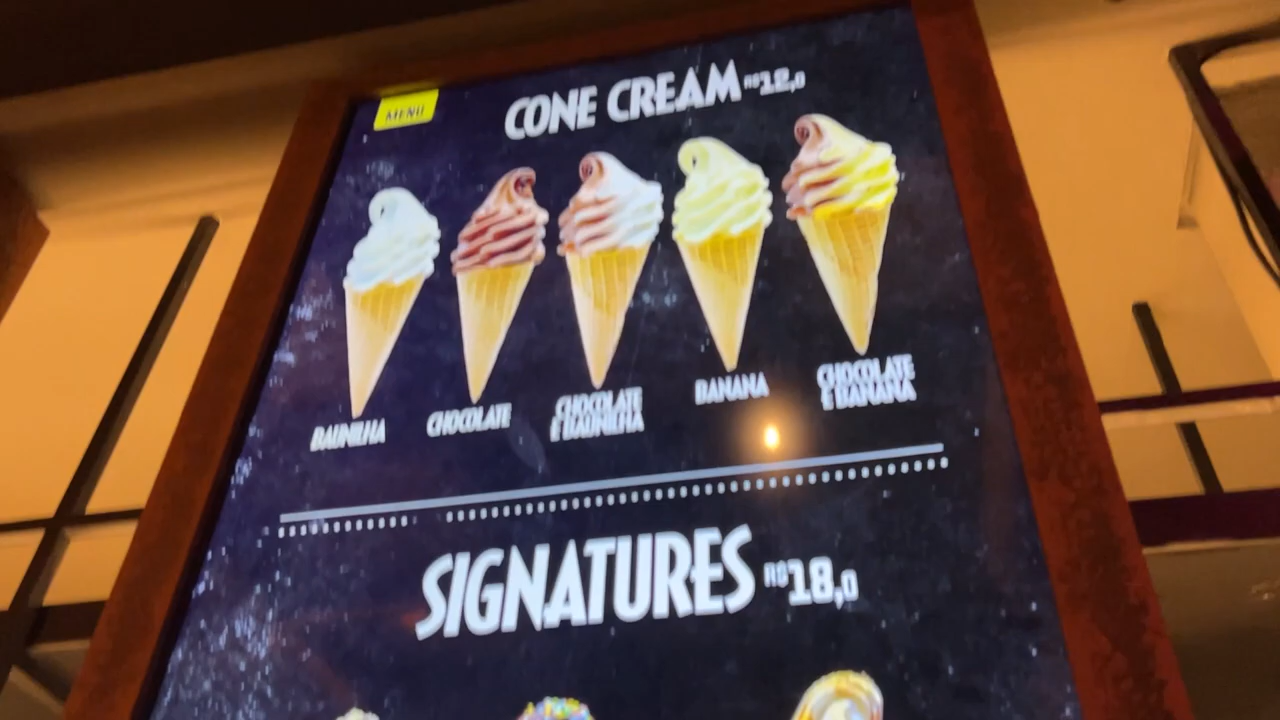 MENU
CONE CREAM R$12,0
BAUNILHA
CHOCOLATE
CHOCOLATE
E BAUNILHA
BANANA
CHOCOLATE
E BANANA
SIGNATURES R$18,0